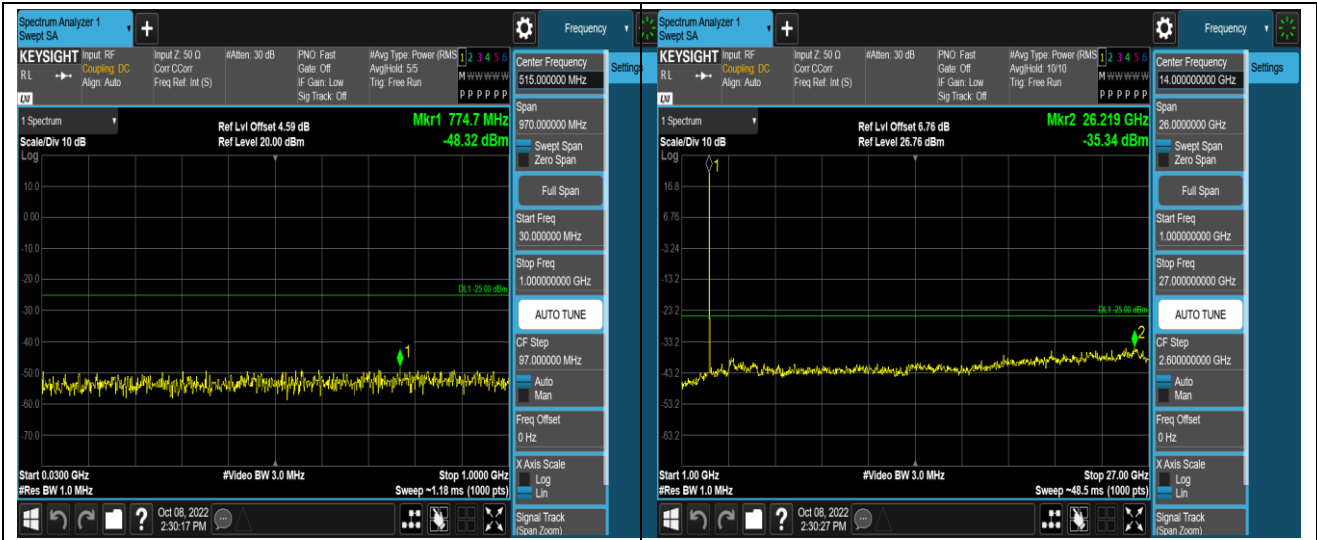 Spectrum Analyzer 1
Swept SA
+
Frequency
KEYSIGHT
Input: RF
Coupling: DC
Align: Auto
Input Z: 50 Ω
Corr CCorr
Freq Ref: Int (S)
#Atten: 30 dB
PNO: Fast
Gate: Off
IF Gain: Low
Sig Track: Off
#Avg Type: Power (RMS
Avg|Hold: 5/5
Trig: Free Run
1 2 3 4 5 6
M W W W W W
P P P P P P
RL
LXI
Center Frequency
515.000000 MHz
Settings
Span
970.000000 MHz
Swept Span
Zero Span
Full Span
Start Freq
30.000000 MHz
Stop Freq
1.000000000 GHz
AUTO TUNE
CF Step
97.000000 MHz
Auto
Man
Freq Offset
0 Hz
X Axis Scale
Log
Lin
Signal Track
(Span Zoom)
1 Spectrum
Scale/Div 10 dB
Log
Ref Lvl Offset 4.59 dB
Ref Level 20.00 dBm
Mkr1 774.7 MHz
-48.32 dBm
10.0
0.00
-10.0
-20.0
DL1 -25.00 dBm
-30.0
-40.0
1
-50.0
-60.0
-70.0
Start 0.0300 GHz
#Res BW 1.0 MHz
#Video BW 3.0 MHz
Stop 1.0000 GHz
Sweep ~1.18 ms (1000 pts)
?
Oct 08, 2022
2:30:17 PM
Spectrum Analyzer 1
Swept SA
+
Frequency
KEYSIGHT
Input: RF
Coupling: DC
Align: Auto
Input Z: 50 Ω
Corr CCorr
Freq Ref: Int (S)
#Atten: 30 dB
PNO: Fast
Gate: Off
IF Gain: Low
Sig Track: Off
#Avg Type: Power (RMS
Avg|Hold: 10/10
Trig: Free Run
1 2 3 4 5 6
M W W W W W
P P P P P P
RL
LXI
Center Frequency
14.000000000 GHz
Settings
Span
26.0000000 GHz
Swept Span
Zero Span
Full Span
Start Freq
1.000000000 GHz
Stop Freq
27.000000000 GHz
AUTO TUNE
CF Step
2.600000000 GHz
Auto
Man
Freq Offset
0 Hz
X Axis Scale
Log
Lin
Signal Track
(Span Zoom)
1 Spectrum
Scale/Div 10 dB
Log
Ref Lvl Offset 6.76 dB
Ref Level 26.76 dBm
Mkr2 26.219 GHz
-35.34 dBm
1
16.8
6.76
-3.24
-13.2
-23.2
DL1 -25.00 dBm
2
-33.2
-43.2
-53.2
-63.2
Start 1.00 GHz
#Res BW 1.0 MHz
#Video BW 3.0 MHz
Stop 27.00 GHz
Sweep ~48.5 ms (1000 pts)
?
Oct 08, 2022
2:30:27 PM